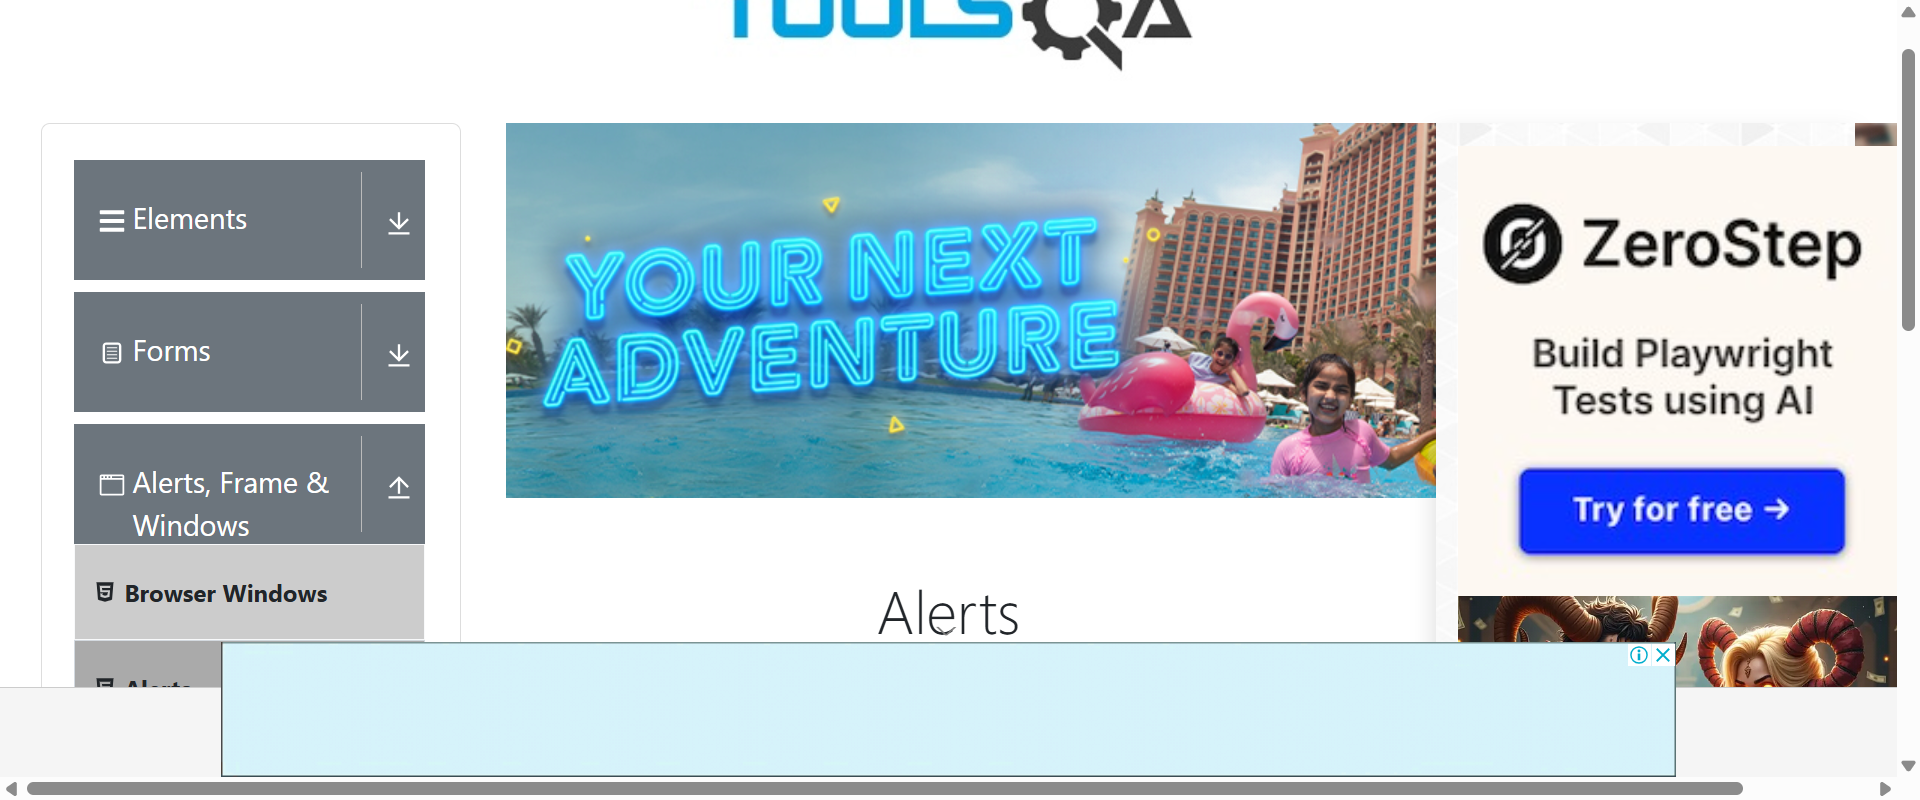 TOOLSQA
Elements
Forms
Alerts, Frame &
Windows
Browser Windows
Alerts
YOUR NEXT
ADVENTURE
Alerts
ZeroStep
Build Playwright
Tests using AI
Try for free →